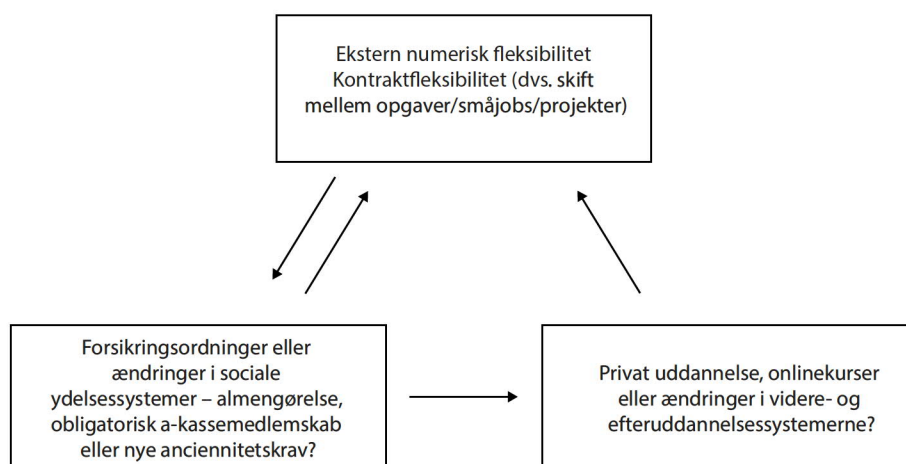 Ekstern numerisk fleksibilitet
Kontraktfleksibilitet (dvs. skift
mellem opgaver/småjobs/projekter)
Forsikringsordninger eller
ændringer i sociale
ydelsessystemer – almengørelse,
obligatorisk a-kassemedlemskab
eller nye anciennitetskrav?
Privat uddannelse, onlinekurser
eller ændringer i videre- og
efteruddannelsessystemerne?